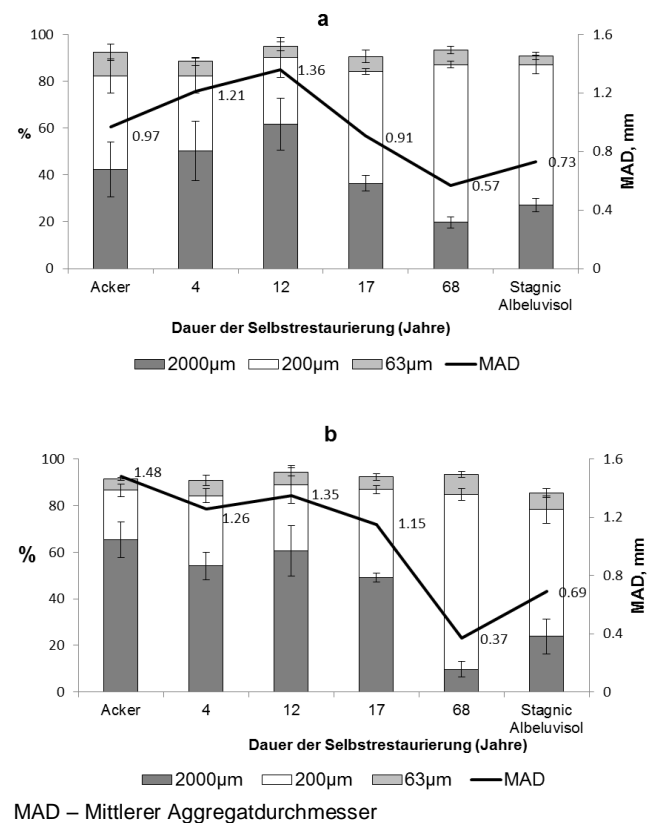 a
100
80
60
%
40
20
0
1.6
1.2
0.8
0.4
0
MAD, mm
0.97
1.21
1.36
0.91
0.57
0.73
Acker
4
12
17
68
Stagnic
Albeluvisol
Dauer der Selbstrestaurierung (Jahre)
2000µm
200µm
63µm
MAD
b
100
80
60
%
40
20
0
1.6
1.2
0.8
0.4
0
MAD, mm
1.48
1.26
1.35
1.15
0.37
0.69
Acker
4
12
17
68
Stagnic
Albeluvisol
Dauer der Selbstrestaurierung (Jahre)
2000µm
200µm
63µm
MAD
MAD – Mittlerer Aggregatdurchmesser